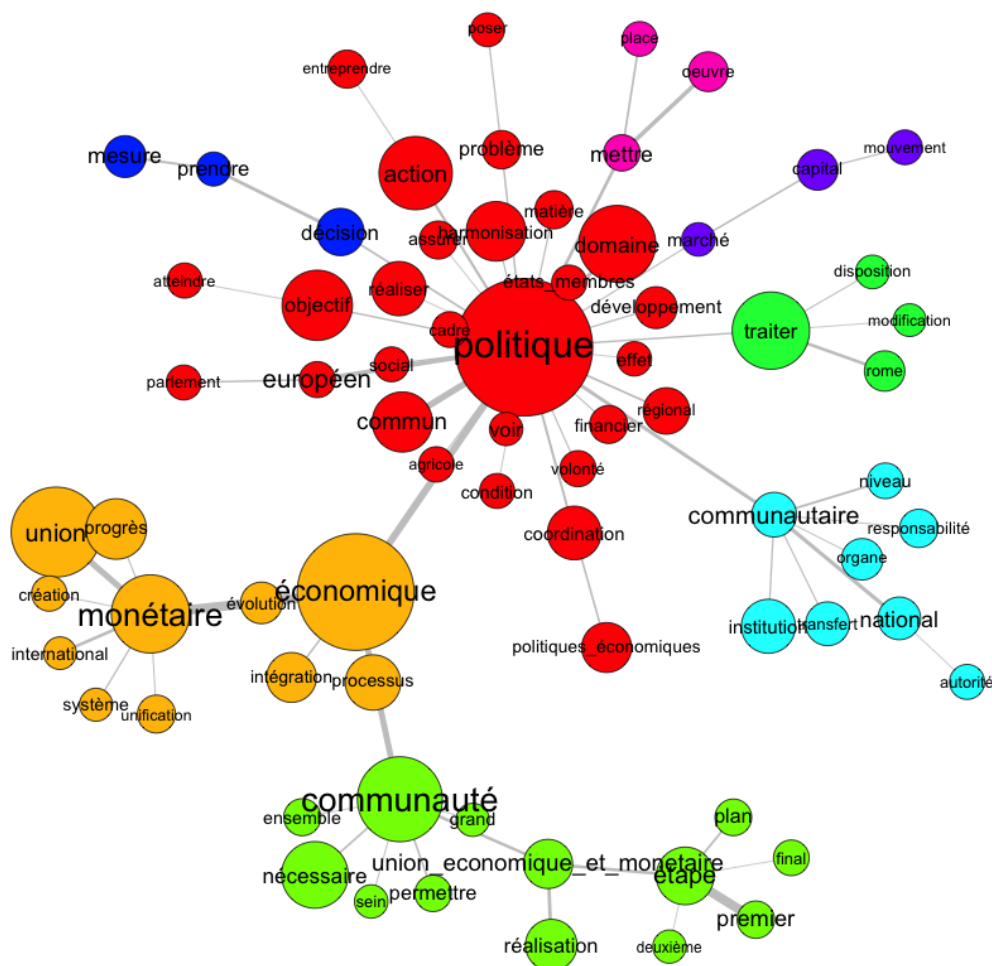 poser
place
entreprendre
oeuvre
mesure
prendre
problème
mettre
mouvement
capital
action
matière
decision
assurer
harmonisation
domaine
marché
disposition
atteindre
objectif
réaliser
états_membres
développement
modification
cadre
politique
traiter
effet
rome
parlement
européen
social
commun
voir
financier
régional
agricole
volonté
condition
niveau
communautaire
responsabilité
union
progrès
coordination
organe
création
monétaire
évolution
économique
institution
transfert
national
international
intégration
processus
politiques_économiques
autorité
système
unification
communauté
ensemble
grand
plan
nécessaire
union_economique_et_monetaire
étape
final
sein
permettre
premier
réalisation
deuxième